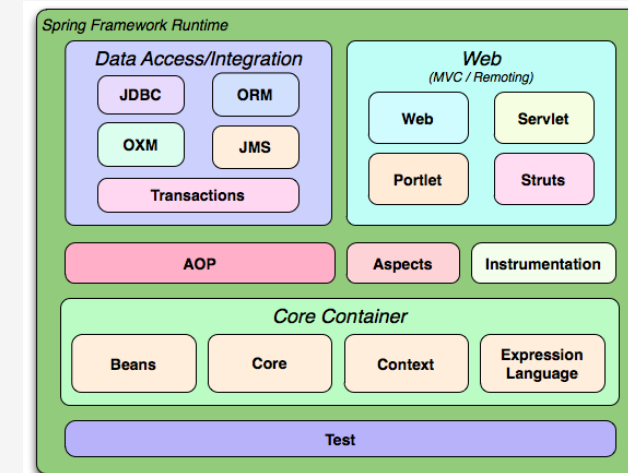 Spring Framework Runtime
Data Access/Integration
JDBC
ORM
OXM
JMS
Transactions
Web
(MVC / Remoting)
Web
Servlet
Portlet
Struts
AOP
Aspects
Instrumentation
Core Container
Beans
Core
Context
Expression
Language
Test